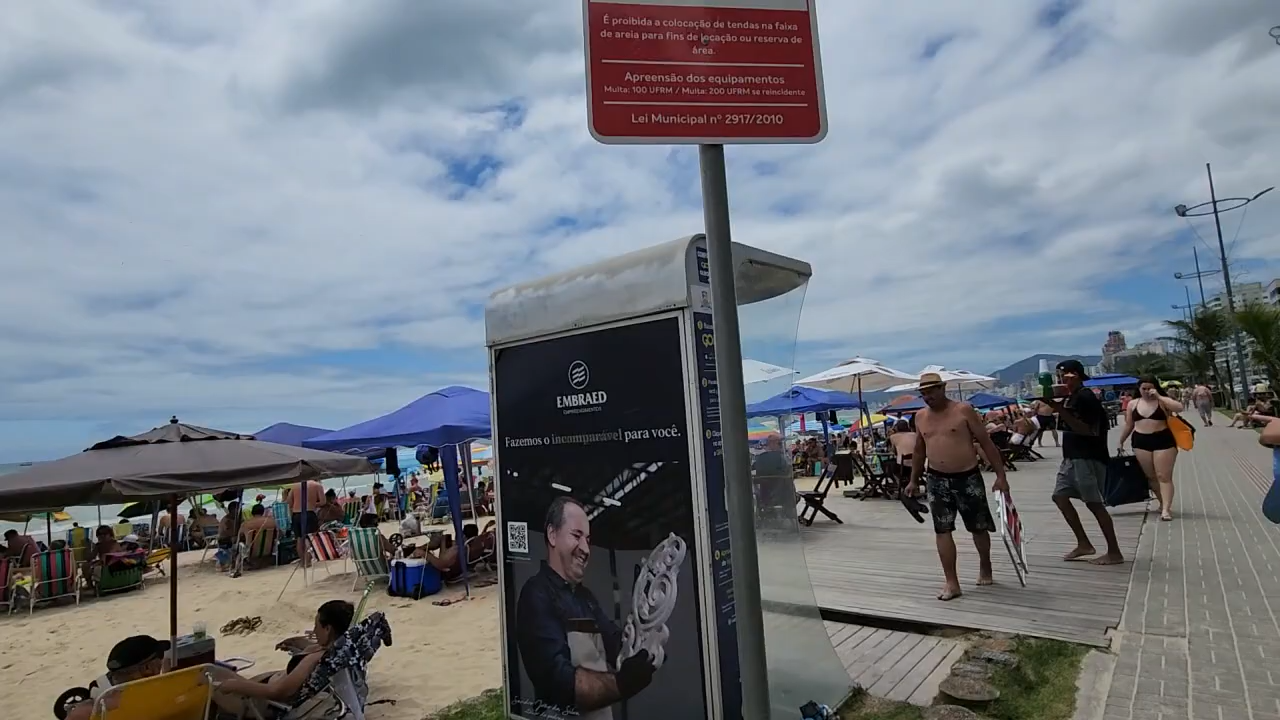 É proibida a colocação de tendas na faixa
de areia para fins de locação ou reserva de
área.
Apreensão dos equipamentos
Multa: 100 UFRM / Multa: 200 UFRM se reincidente
Lei Municipal nº 2917/2010
EMBRAED
EMPREENDIMENTOS
Fazemos o incomparável para você.